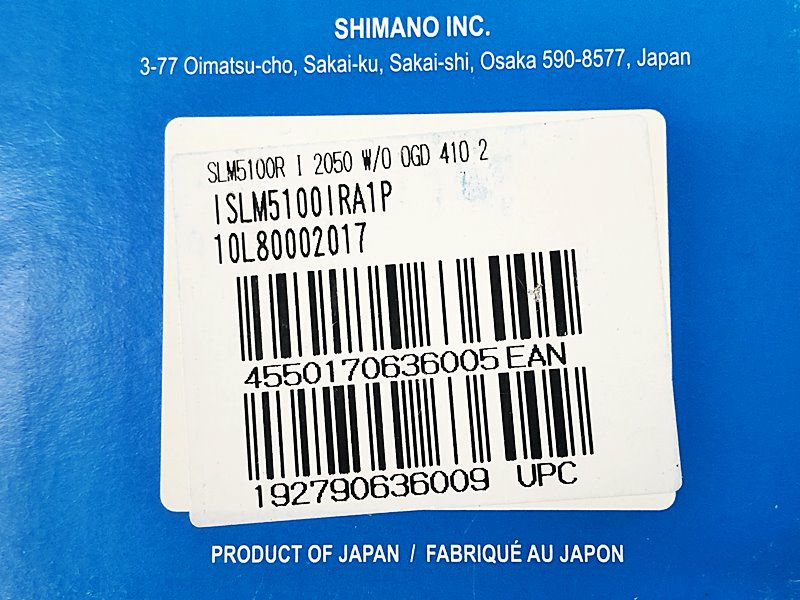 SHIMANO INC.
3-77 Oimatsu-cho, Sakai-ku, Sakai-shi, Osaka 590-8577, Japan
SLM5100R I 2050 W/O OGD 410 2
ISLM5100IRA1P
10L80002017
4550170636005 EAN
192790636009 UPC
PRODUCT OF JAPAN / FABRIQUÉ AU JAPON